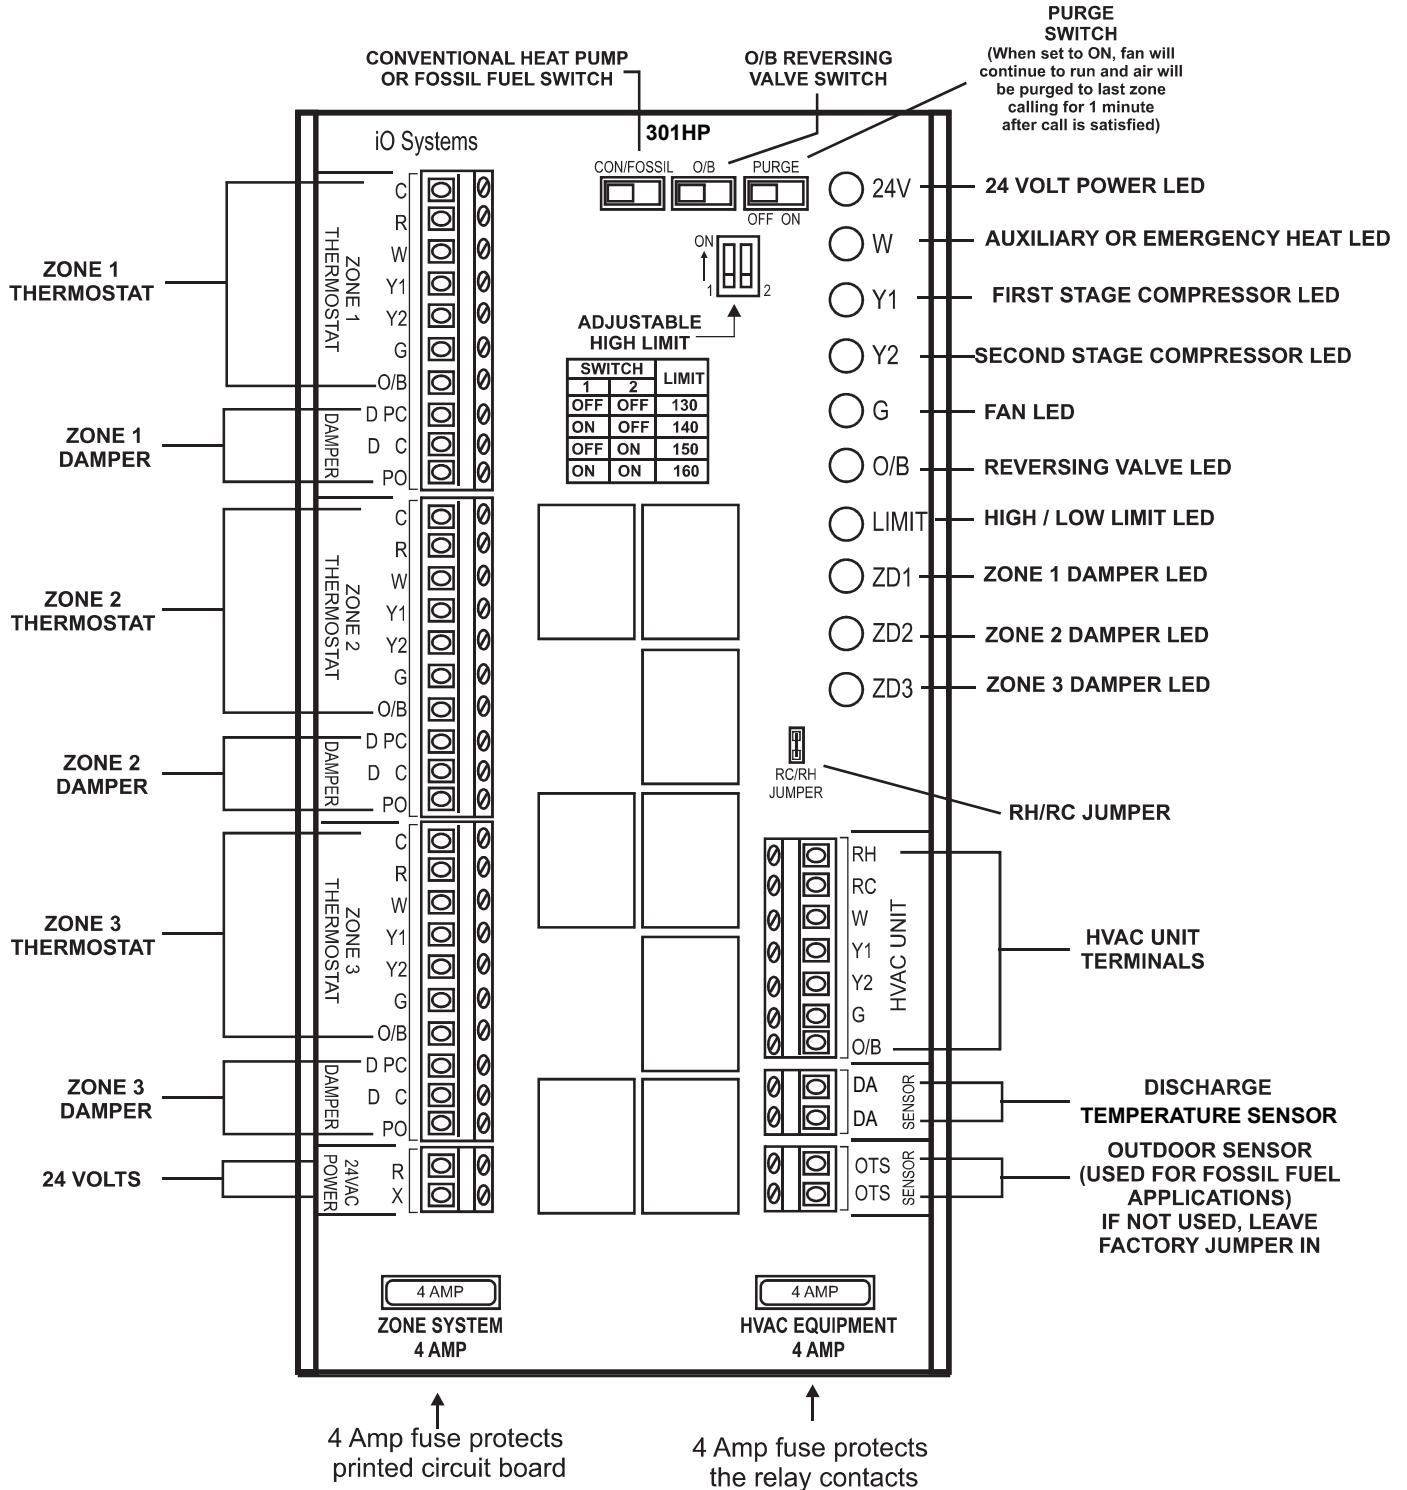 PURGE
SWITCH
(When set to ON, fan will
continue to run and air will
be purged to last zone
calling for 1 minute
after call is satisfied)
CONVENTIONAL HEAT PUMP
OR FOSSIL FUEL SWITCH
O/B REVERSING
VALVE SWITCH
iO Systems
301HP
CON/FOSSIL
O/B
PURGE
OFF ON
ON
1
2
ADJUSTABLE
HIGH LIMIT
SWITCH
LIMIT
1 2
OFF OFF 130
ON OFF 140
OFF ON 150
ON ON 160
24V
24 VOLT POWER LED
W
AUXILIARY OR EMERGENCY HEAT LED
Y1
FIRST STAGE COMPRESSOR LED
Y2
SECOND STAGE COMPRESSOR LED
G
FAN LED
O/B
REVERSING VALVE LED
LIMIT
HIGH / LOW LIMIT LED
ZD1
ZONE 1 DAMPER LED
ZD2
ZONE 2 DAMPER LED
ZD3
ZONE 3 DAMPER LED
ZONE 1
THERMOSTAT
ZONE 1
THERMOSTAT
C
R
W
Y1
Y2
G
O/B
ZONE 1
DAMPER
DAMPER
D PC
D C
PO
ZONE 2
THERMOSTAT
ZONE 2
THERMOSTAT
C
R
W
Y1
Y2
G
O/B
ZONE 2
DAMPER
DAMPER
D PC
D C
PO
ZONE 3
THERMOSTAT
ZONE 3
THERMOSTAT
C
R
W
Y1
Y2
G
O/B
ZONE 3
DAMPER
DAMPER
D PC
D C
PO
24 VOLTS
24VAC
POWER
R
X
RC/RH
JUMPER
RH/RC JUMPER
RH
RC
W
Y1
Y2
G
O/B
HVAC UNIT
HVAC UNIT
TERMINALS
DA
DA
SENSOR
DISCHARGE
TEMPERATURE SENSOR
OTS
OTS
SENSOR
OUTDOOR SENSOR
(USED FOR FOSSIL FUEL
APPLICATIONS)
IF NOT USED, LEAVE
FACTORY JUMPER IN
4 AMP
ZONE SYSTEM
4 AMP
4 AMP
HVAC EQUIPMENT
4 AMP
4 Amp fuse protects
printed circuit board
4 Amp fuse protects
the relay contacts